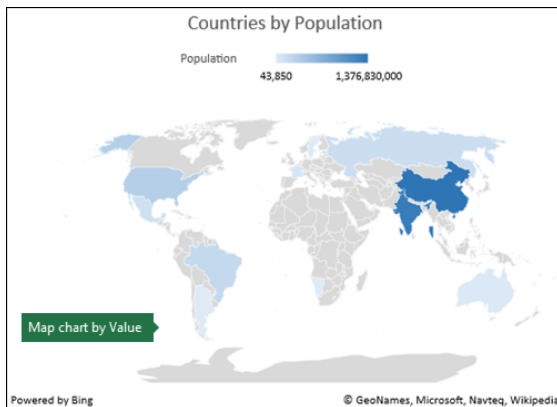 Countries by Population
Population
43,850 1,376,830,000
Map chart by Value
Powered by Bing
© GeoNames, Microsoft, Navteq, Wikipedia